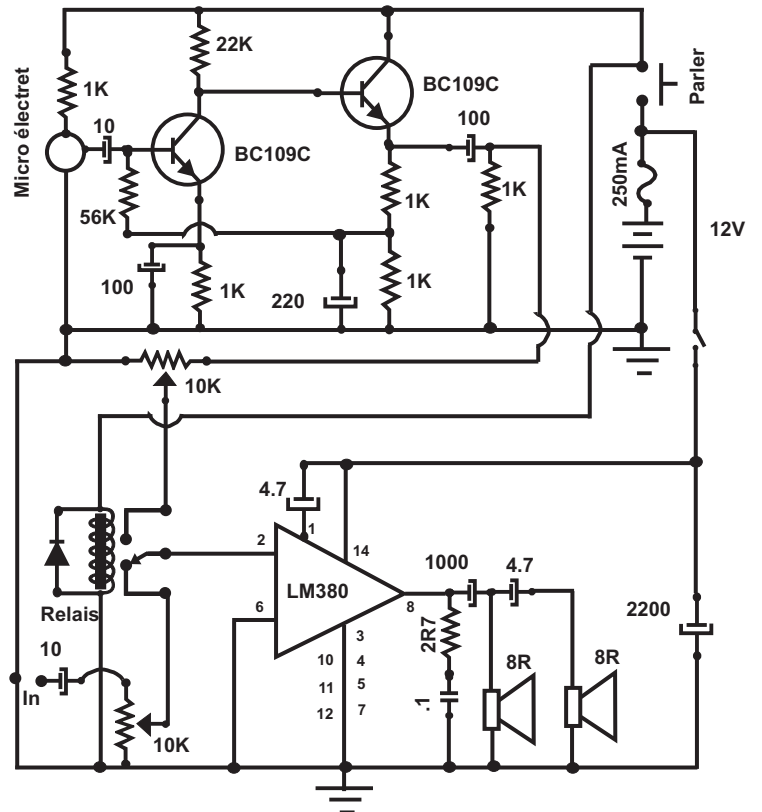 22K
1K
BC109C
Parler
Micro électret
10
BC109C
100
1K
250mA
56K
1K
12V
100
1K
220
1K
10K
4.7
1
2
14
LM380
1000
4.7
8
6
Relais
2R7
2200
3
10
4
11
5
12
7
8R
8R
10
.1
In
10K